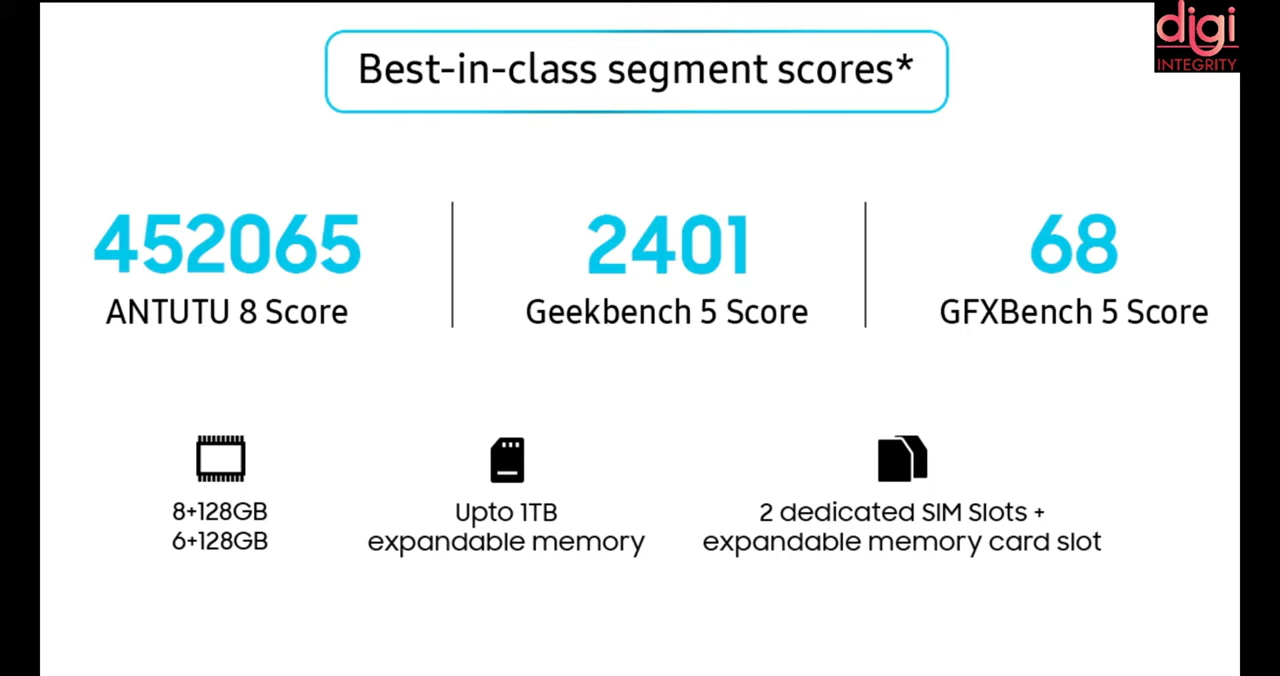 digi
INTEGRITY
Best-in-class segment scores*
452065
ANTUTU 8 Score
2401
Geekbench 5 Score
68
GFXBench 5 Score
8+128GB
6+128GB
Upto 1TB
expandable memory
2 dedicated SIM Slots +
expandable memory card slot